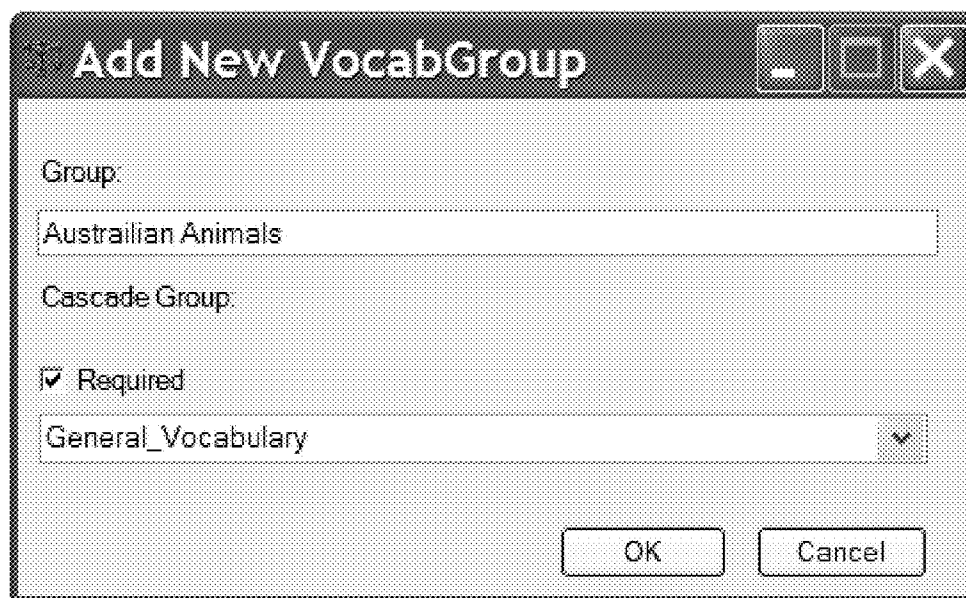 Add New VocabGroup
Group:
Austrailian Animals
Cascade Group:
Required
General_Vocabulary
OK Cancel